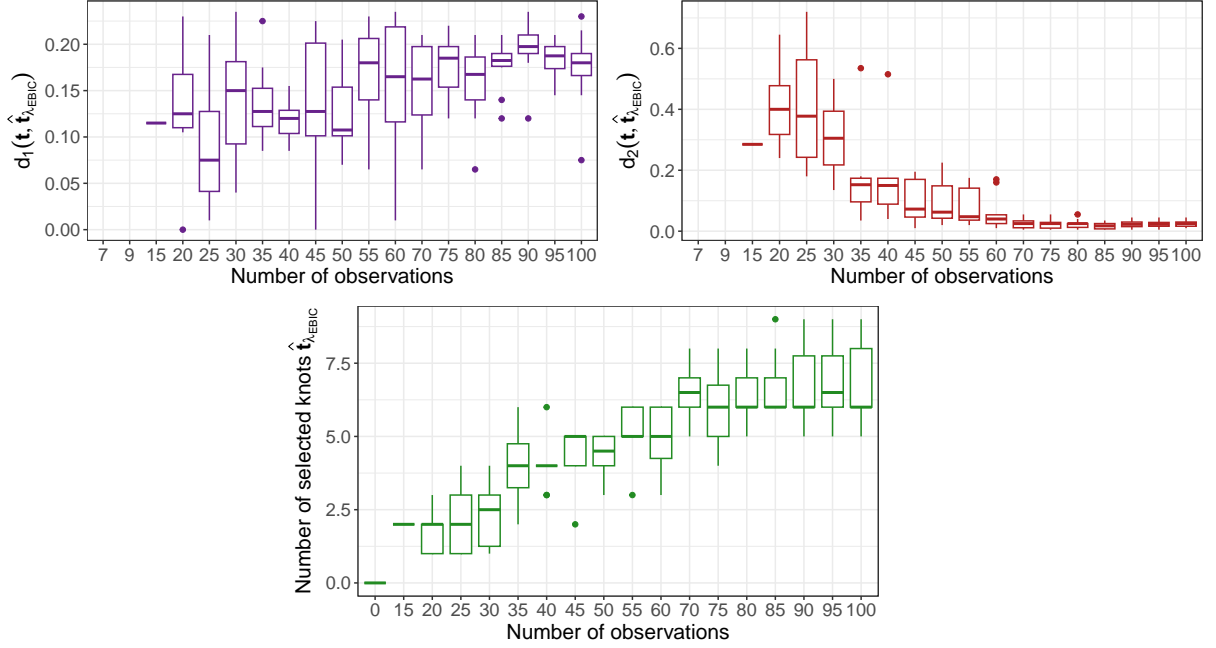 d₁(t, t̂_λEBIC)
0.20
0.15
0.10
0.05
0.00
7 9 15 20 25 30 35 40 45 50 55 60 70 75 80 85 90 95 100
Number of observations
d₂(t, t̂_λEBIC)
0.6
0.4
0.2
0.0
7 9 15 20 25 30 35 40 45 50 55 60 70 75 80 85 90 95 100
Number of observations
Number of selected knots t̂_λEBIC
7.5
5.0
2.5
0.0
0 15 20 25 30 35 40 45 50 55 60 70 75 80 85 90 95 100
Number of observations